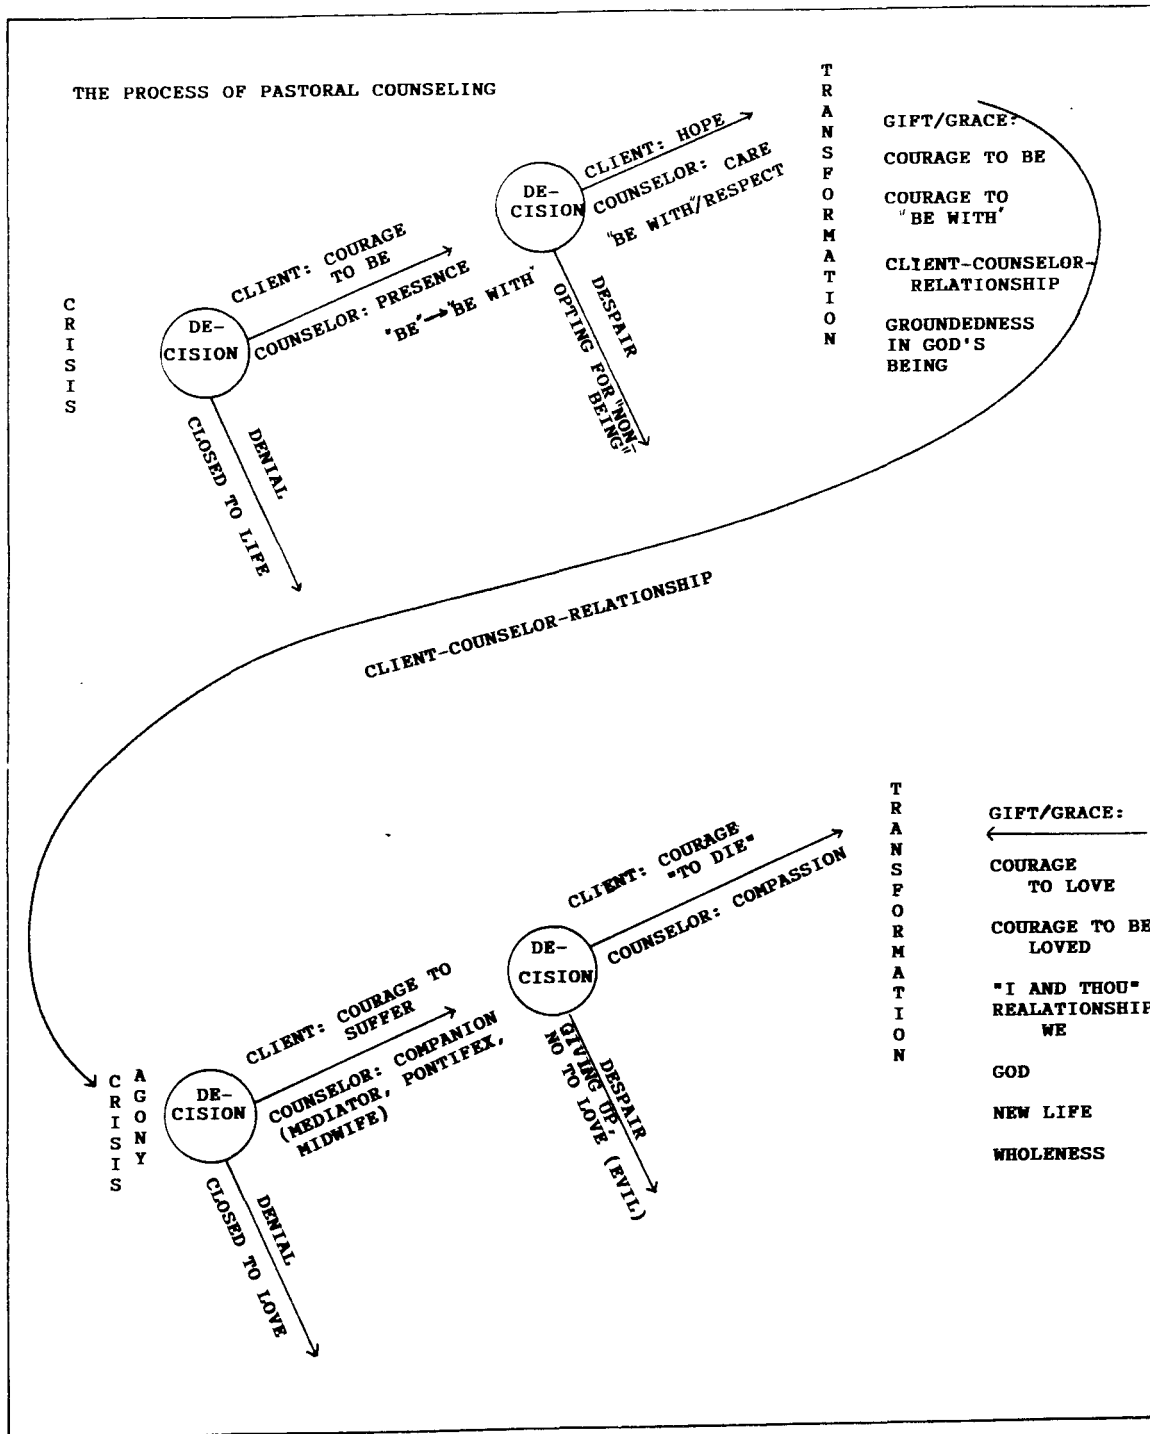 THE PROCESS OF PASTORAL COUNSELING
CRISIS
DE-
CISION
CLIENT: COURAGE
TO BE
COUNSELOR: PRESENCE
"BE"→"BE WITH"
DENIAL
CLOSED TO LIFE
DE-
CISION
CLIENT: HOPE
COUNSELOR: CARE
"BE WITH"/RESPECT
DESPAIR
OPTING FOR "NON-
BEING"
TRANSFORMATION
GIFT/GRACE:
COURAGE TO BE
COURAGE TO
"BE WITH"
CLIENT-COUNSELOR-
RELATIONSHIP
GROUNDEDNESS
IN GOD'S
BEING
CLIENT-COUNSELOR-RELATIONSHIP
CRISIS
AGONY
DE-
CISION
CLIENT: COURAGE TO
SUFFER
COUNSELOR: COMPANION
(MEDIATOR, PONTIFEX,
MIDWIFE)
DENIAL
CLOSED TO LOVE
DE-
CISION
CLIENT: COURAGE
"TO DIE"
COUNSELOR: COMPASSION
DESPAIR
GIVING UP,
NO TO LOVE (EVIL)
TRANSFORMATION
GIFT/GRACE:
COURAGE
TO LOVE
COURAGE TO BE
LOVED
"I AND THOU"
REALATIONSHIP
WE
GOD
NEW LIFE
WHOLENESS